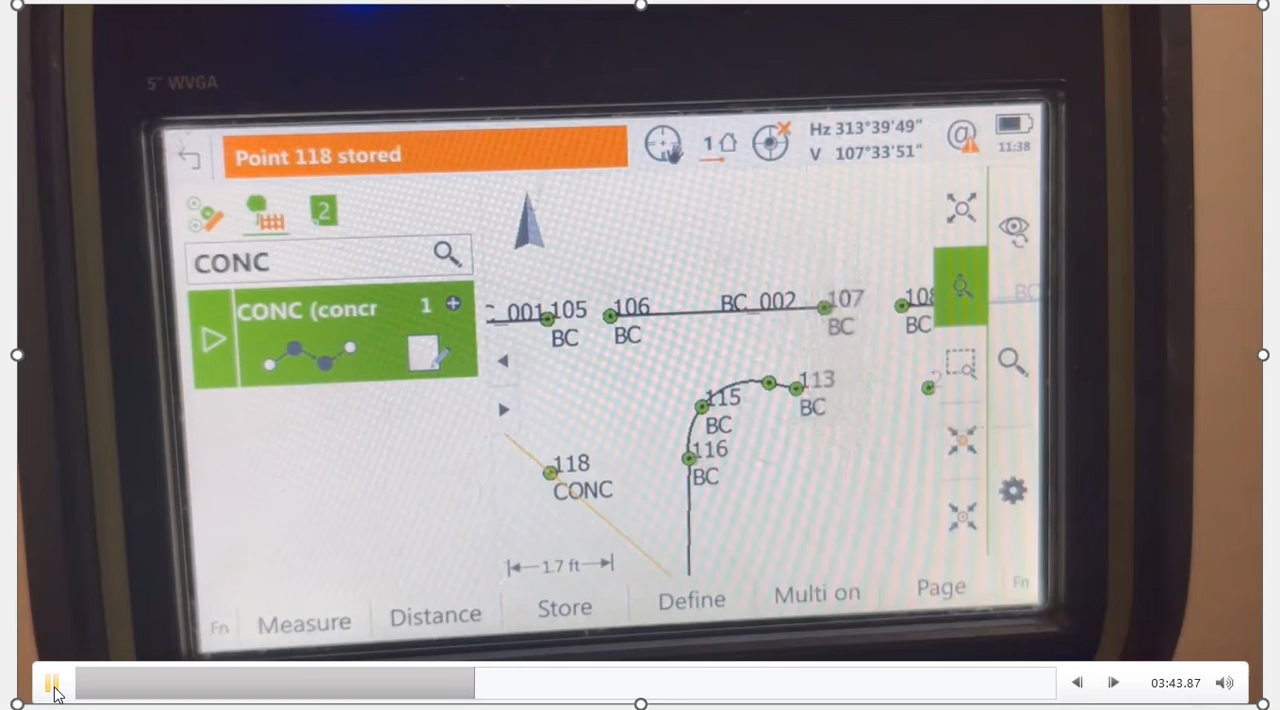 5" WVGA
Point 118 stored
1
Hz 313°39'49"
V 107°33'51"
11:38
2
CONC
CONC (concr 1
_001 105
BC
106
BC
BC_002
107
BC
108
BC
BC
115
BC
113
BC
2
116
BC
118
CONC
1.7 ft
Fn
Measure
Distance
Store
Define
Multi on
Page
Fn
03:43.87